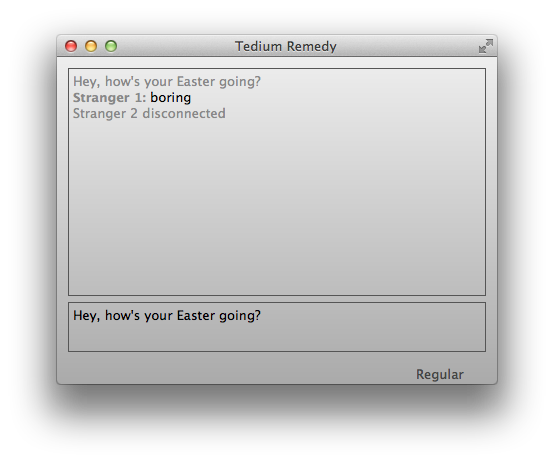 Tedium Remedy
Hey, how's your Easter going?
Stranger 1: boring
Stranger 2 disconnected
Hey, how's your Easter going?
Regular